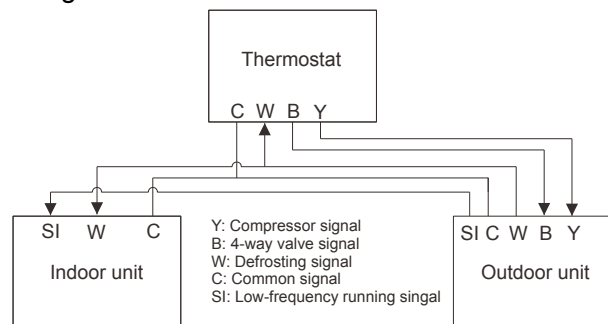 Thermostat
C W B Y
SI W C
Indoor unit
Y: Compressor signal
B: 4-way valve signal
W: Defrosting signal
C: Common signal
SI: Low-frequency running singal
SI C W B Y
Outdoor unit